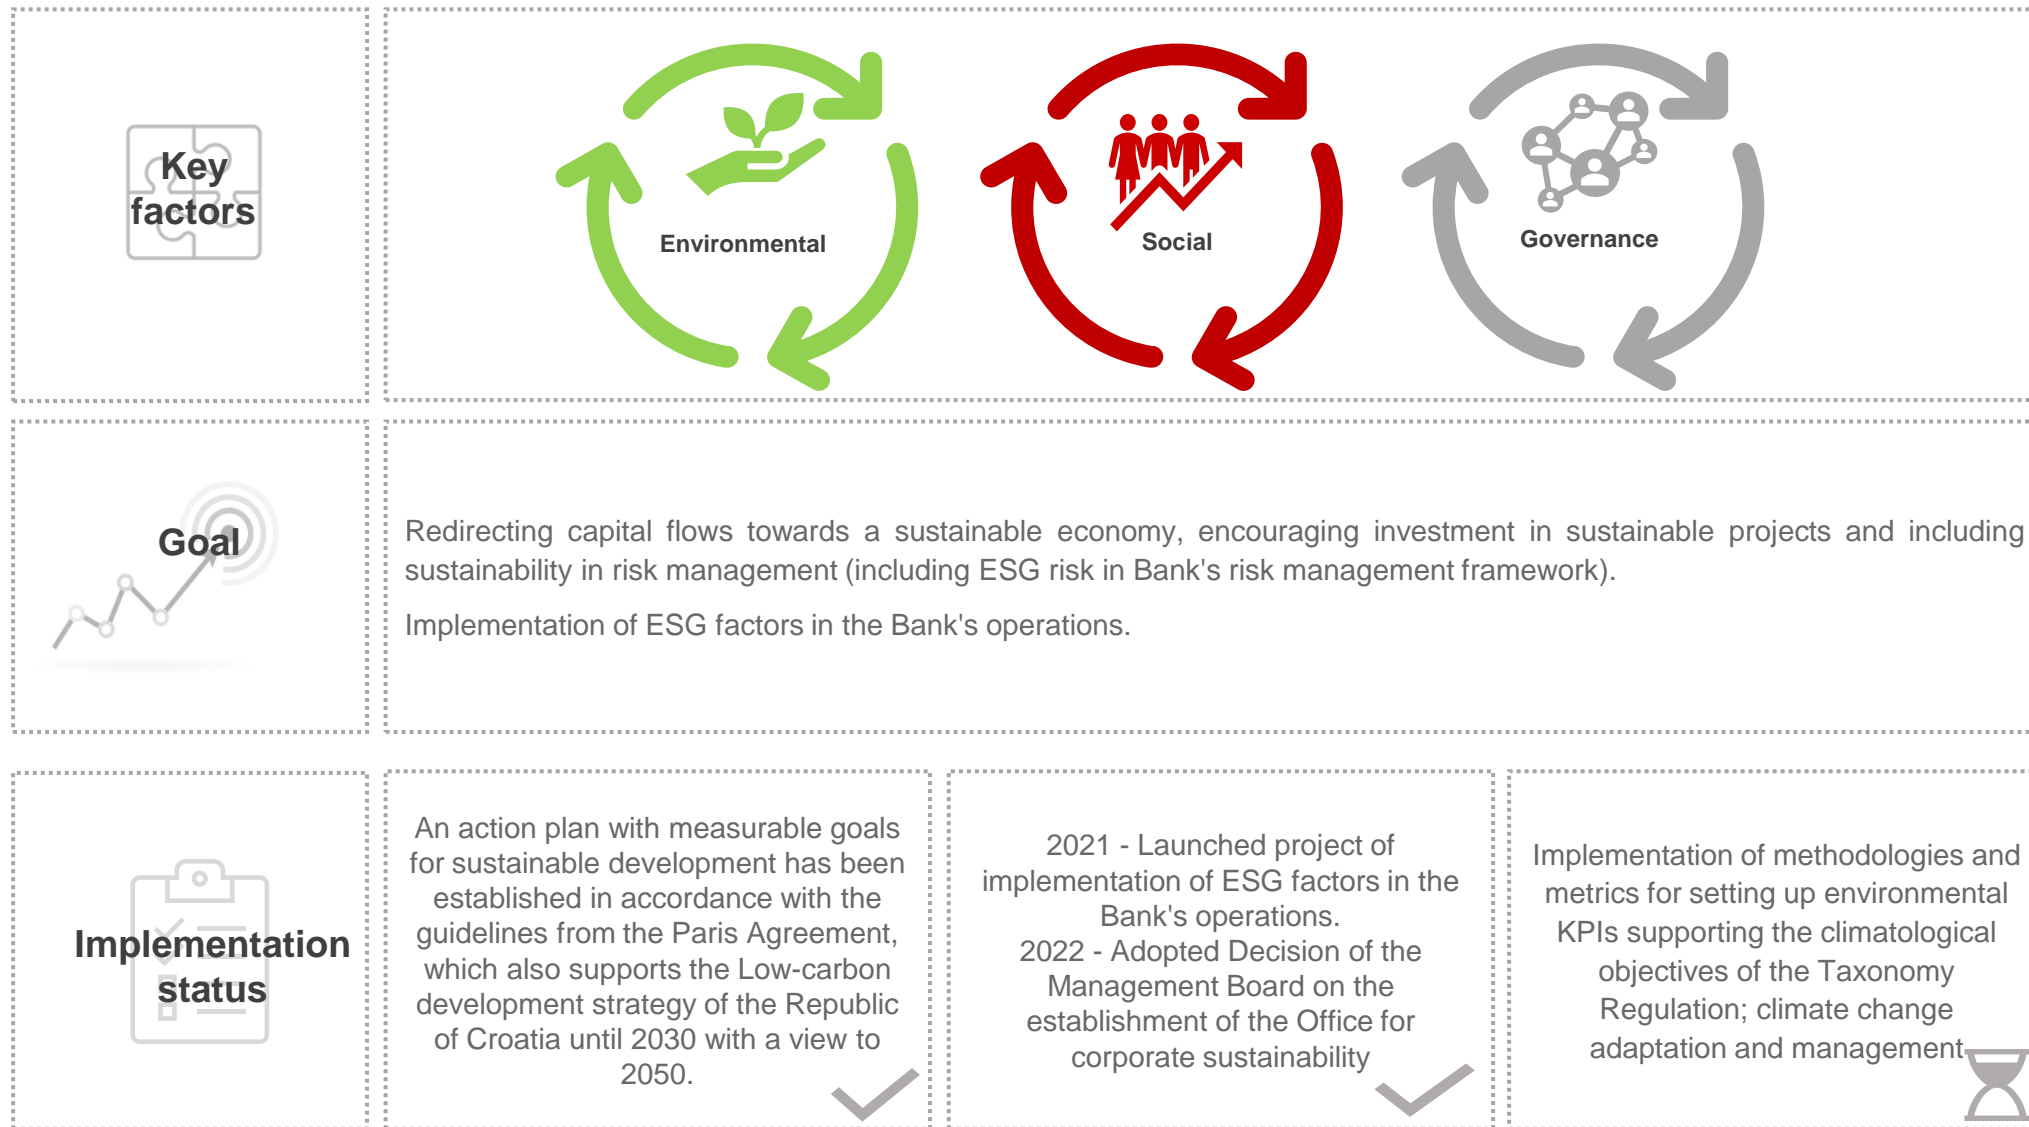 Key
factors
Environmental
Social
Governance
Goal
Redirecting capital flows towards a sustainable economy, encouraging investment in sustainable projects and including
sustainability in risk management (including ESG risk in Bank's risk management framework).
Implementation of ESG factors in the Bank's operations.
Implementation
status
An action plan with measurable goals
for sustainable development has been
established in accordance with the
guidelines from the Paris Agreement,
which also supports the Low-carbon
development strategy of the Republic
of Croatia until 2030 with a view to
2050.
2021 - Launched project of
implementation of ESG factors in the
Bank's operations.
2022 - Adopted Decision of the
Management Board on the
establishment of the Office for
corporate sustainability
Implementation of methodologies and
metrics for setting up environmental
KPIs supporting the climatological
objectives of the Taxonomy
Regulation; climate change
adaptation and management